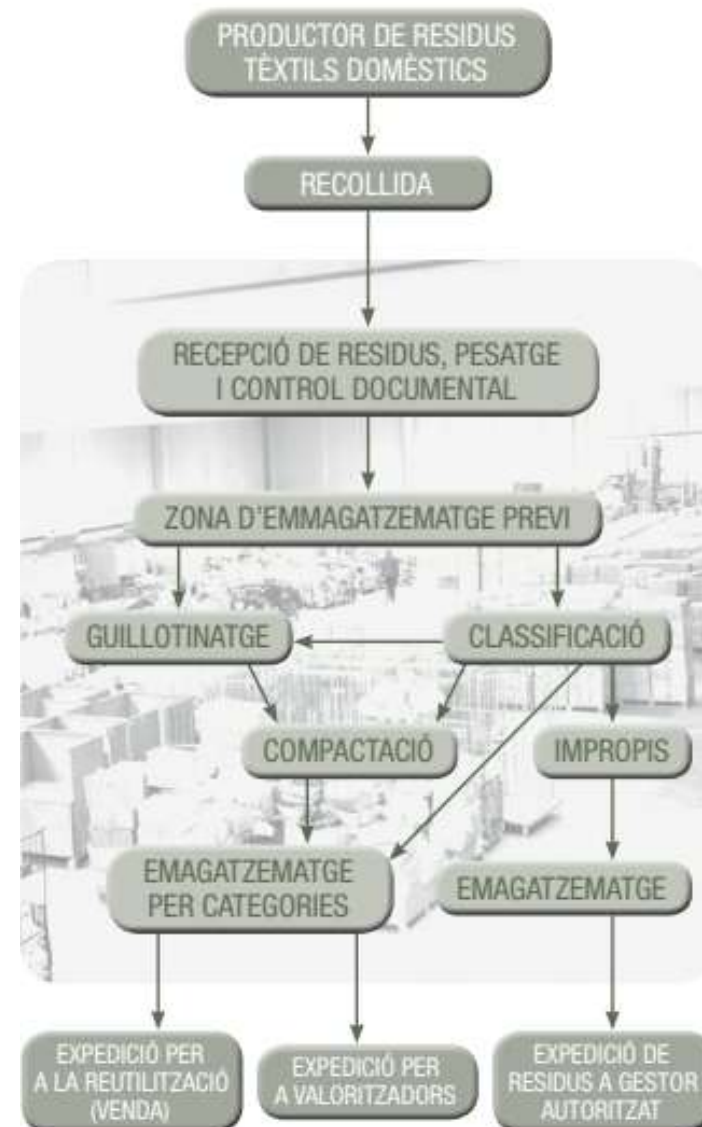 PRODUCTOR DE RESIDUS
TÈXTILS DOMÈSTICS
RECOLLIDA
RECEPCIÓ DE RESIDUS, PESATGE
I CONTROL DOCUMENTAL
ZONA D'EMMAGATZEMATGE PREVI
GUILLOTINATGE
CLASSIFICACIÓ
COMPACTACIÓ
IMPROPIS
EMAGATZEMATGE
PER CATEGORIES
EMAGATZEMATGE
EXPEDICIÓ PER
A LA REUTILITZACIÓ
(VENDA)
EXPEDICIÓ PER
A VALORITZADORS
EXPEDICIÓ DE
RESIDUS A GESTOR
AUTORITZAT